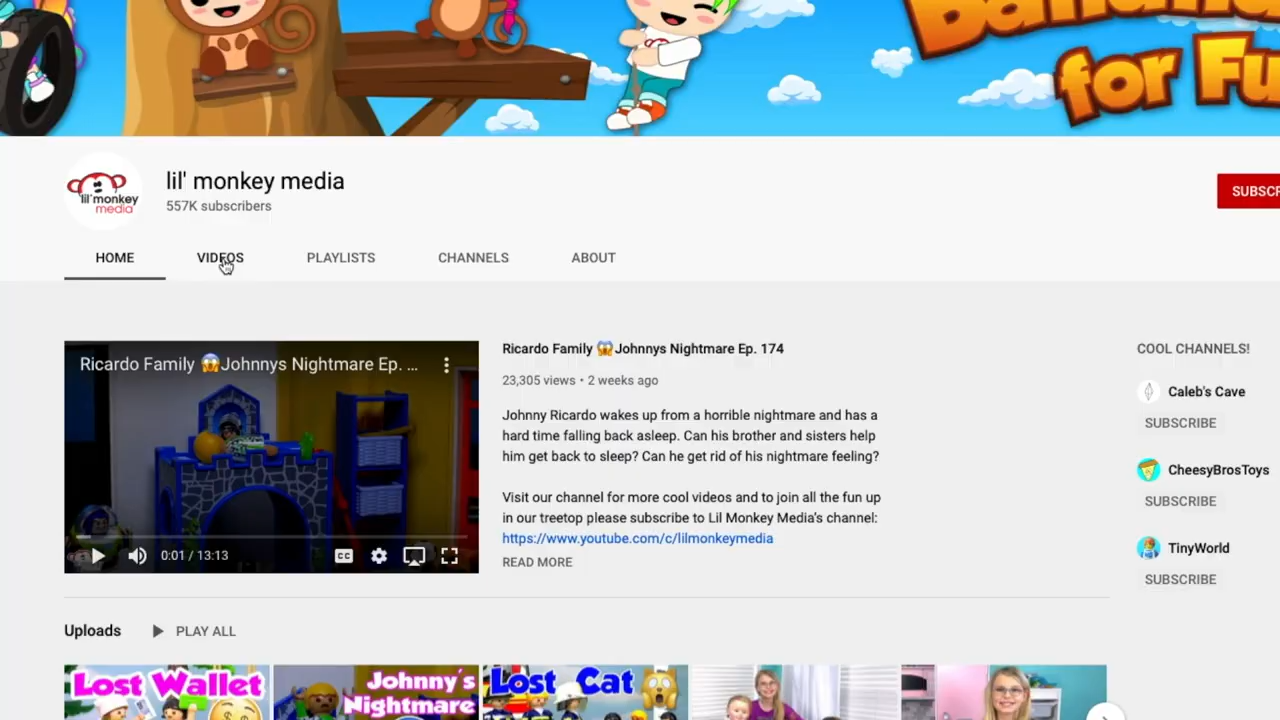 for Fu
lil' monkey media
557K subscribers
SUBSCR
lil' monkey
media
HOME VIDEOS PLAYLISTS CHANNELS ABOUT
Ricardo Family 😱Johnnys Nightmare Ep. ...
0:01 / 13:13
CC
Ricardo Family 😱Johnnys Nightmare Ep. 174
23,305 views • 2 weeks ago
Johnny Ricardo wakes up from a horrible nightmare and has a
hard time falling back asleep. Can his brother and sisters help
him get back to sleep? Can he get rid of his nightmare feeling?
Visit our channel for more cool videos and to join all the fun up
in our treetop please subscribe to Lil Monkey Media's channel:
https://www.youtube.com/c/lilmonkeymedia
READ MORE
COOL CHANNELS!
Caleb's Cave
SUBSCRIBE
CheesyBrosToys
SUBSCRIBE
TinyWorld
SUBSCRIBE
Uploads PLAY ALL
Lost Wallet
Johnny's
Nightmare
Lost Cat